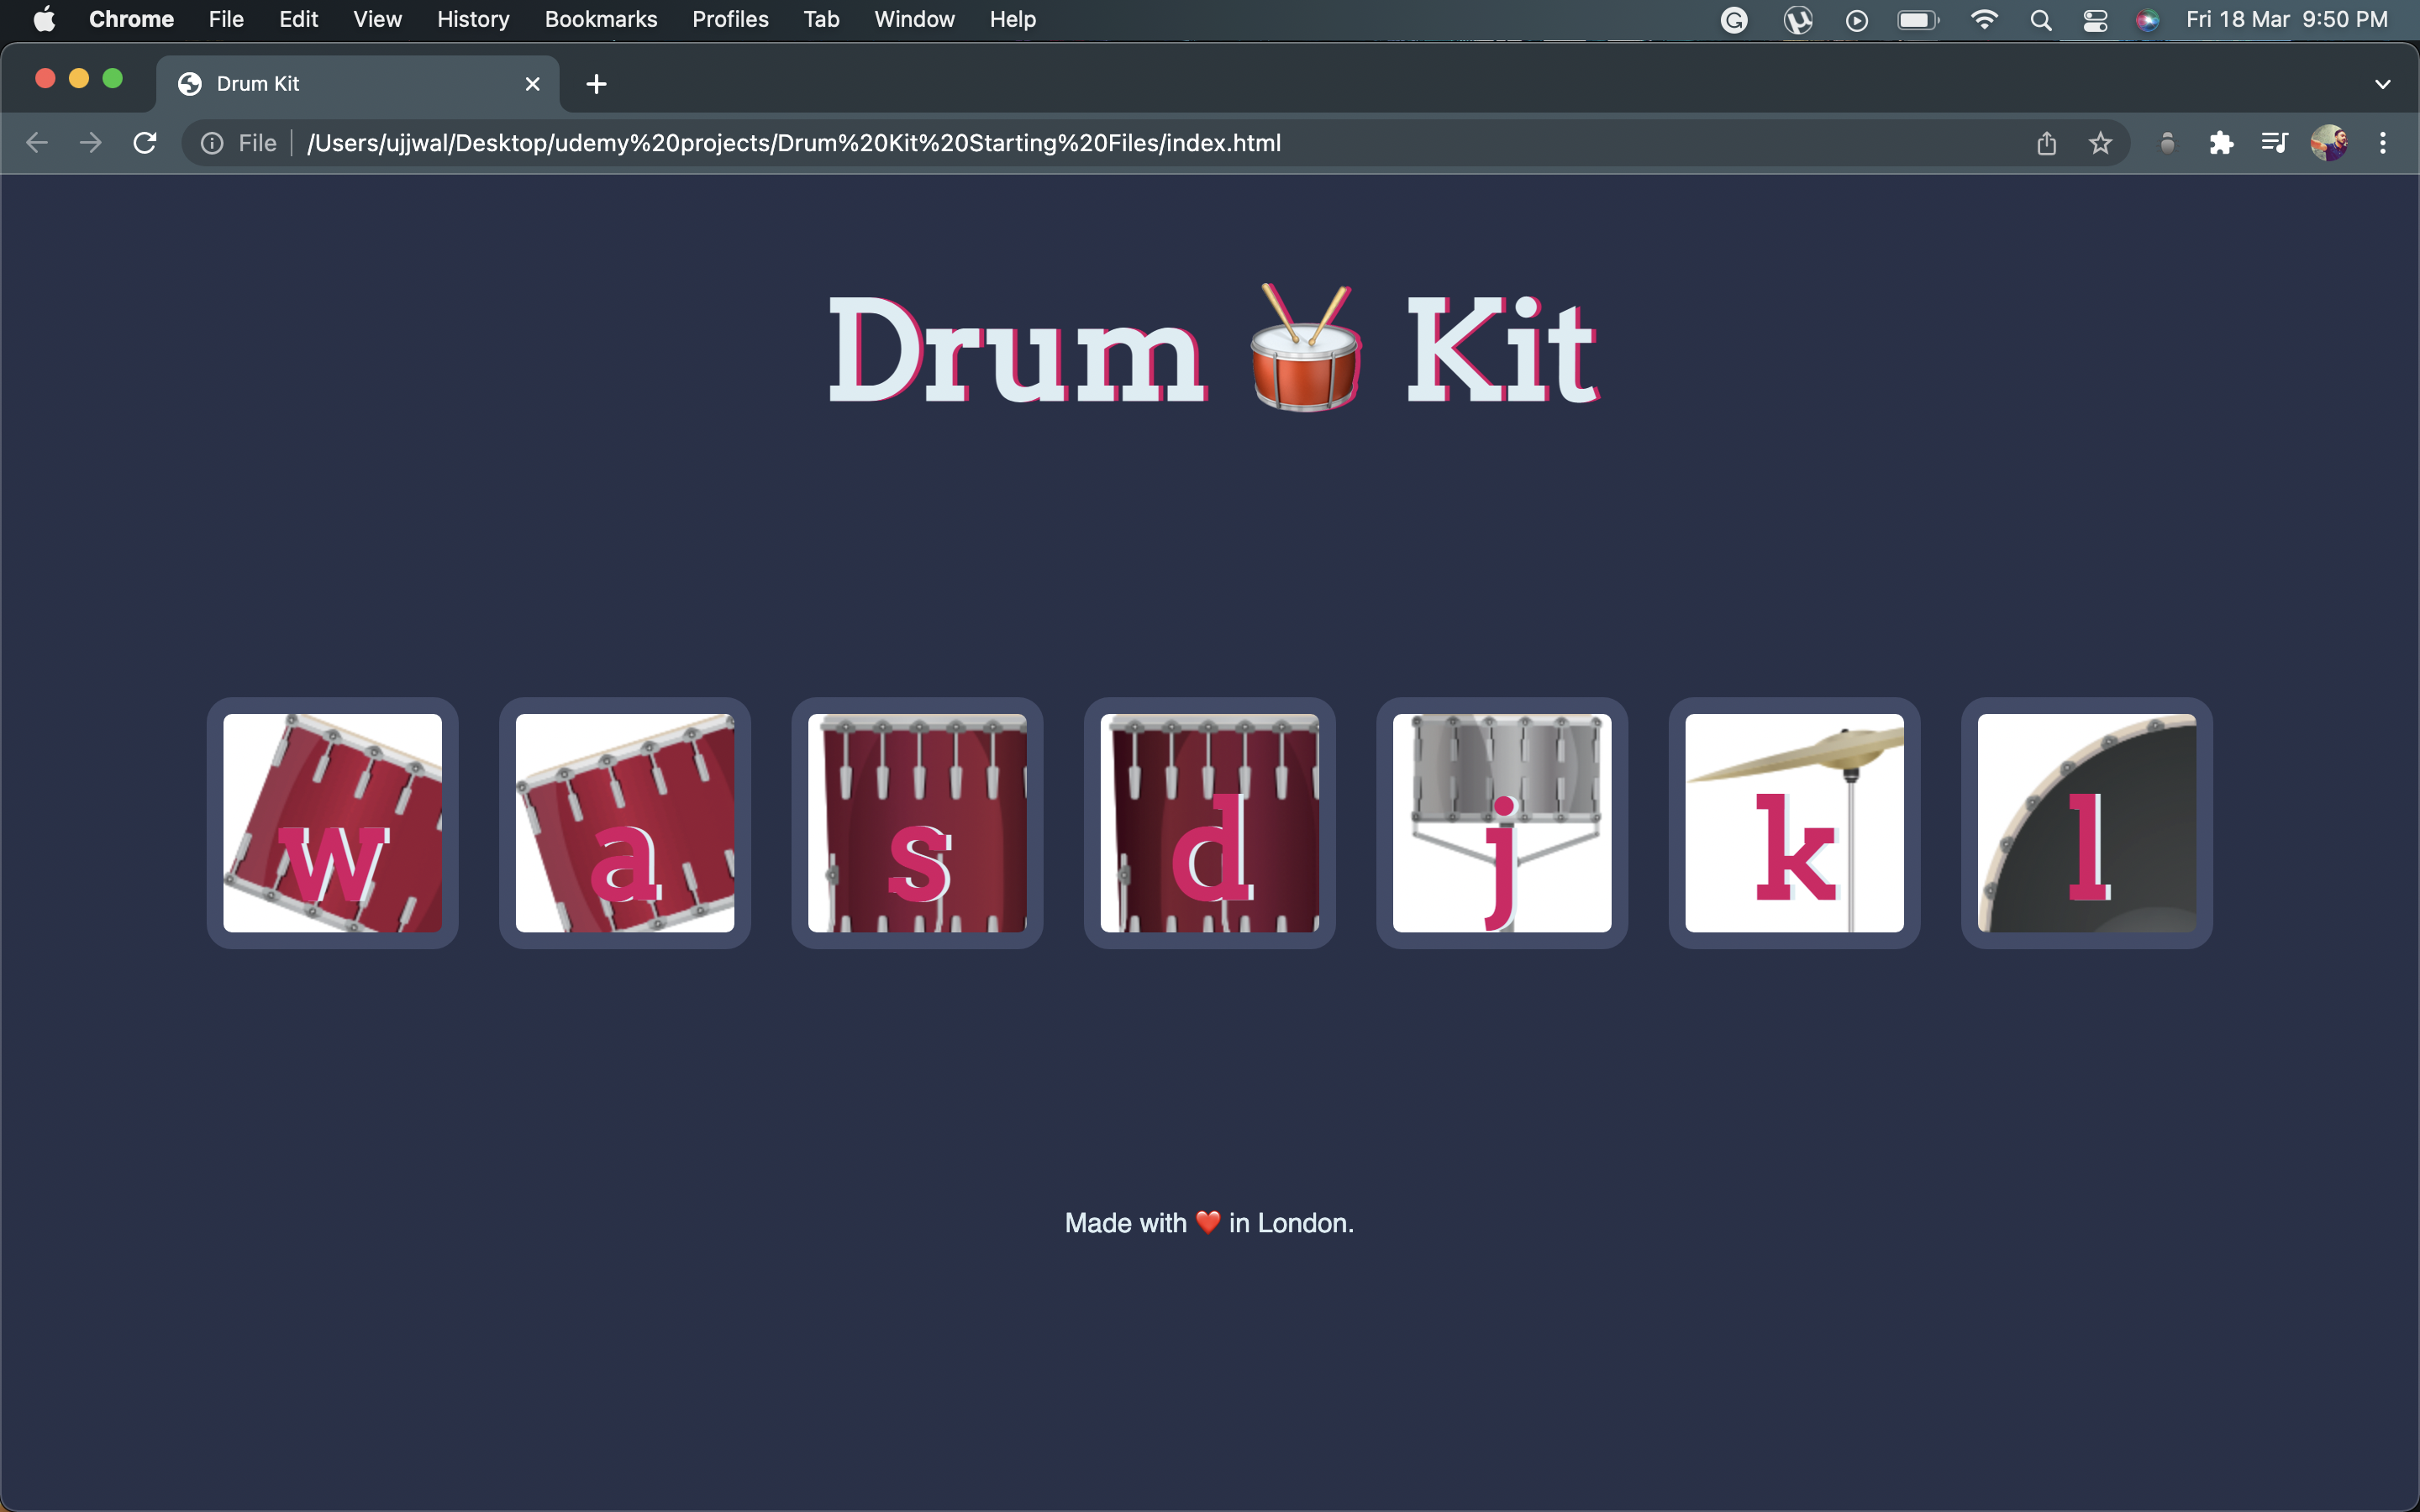 Chrome File Edit View History Bookmarks Profiles Tab Window Help Fri 18 Mar 9:50 PM
Drum Kit
File /Users/ujjwal/Desktop/udemy%20projects/Drum%20Kit%20Starting%20Files/index.html
Drum 🥁 Kit
w a s d j k l
Made with ❤️ in London.